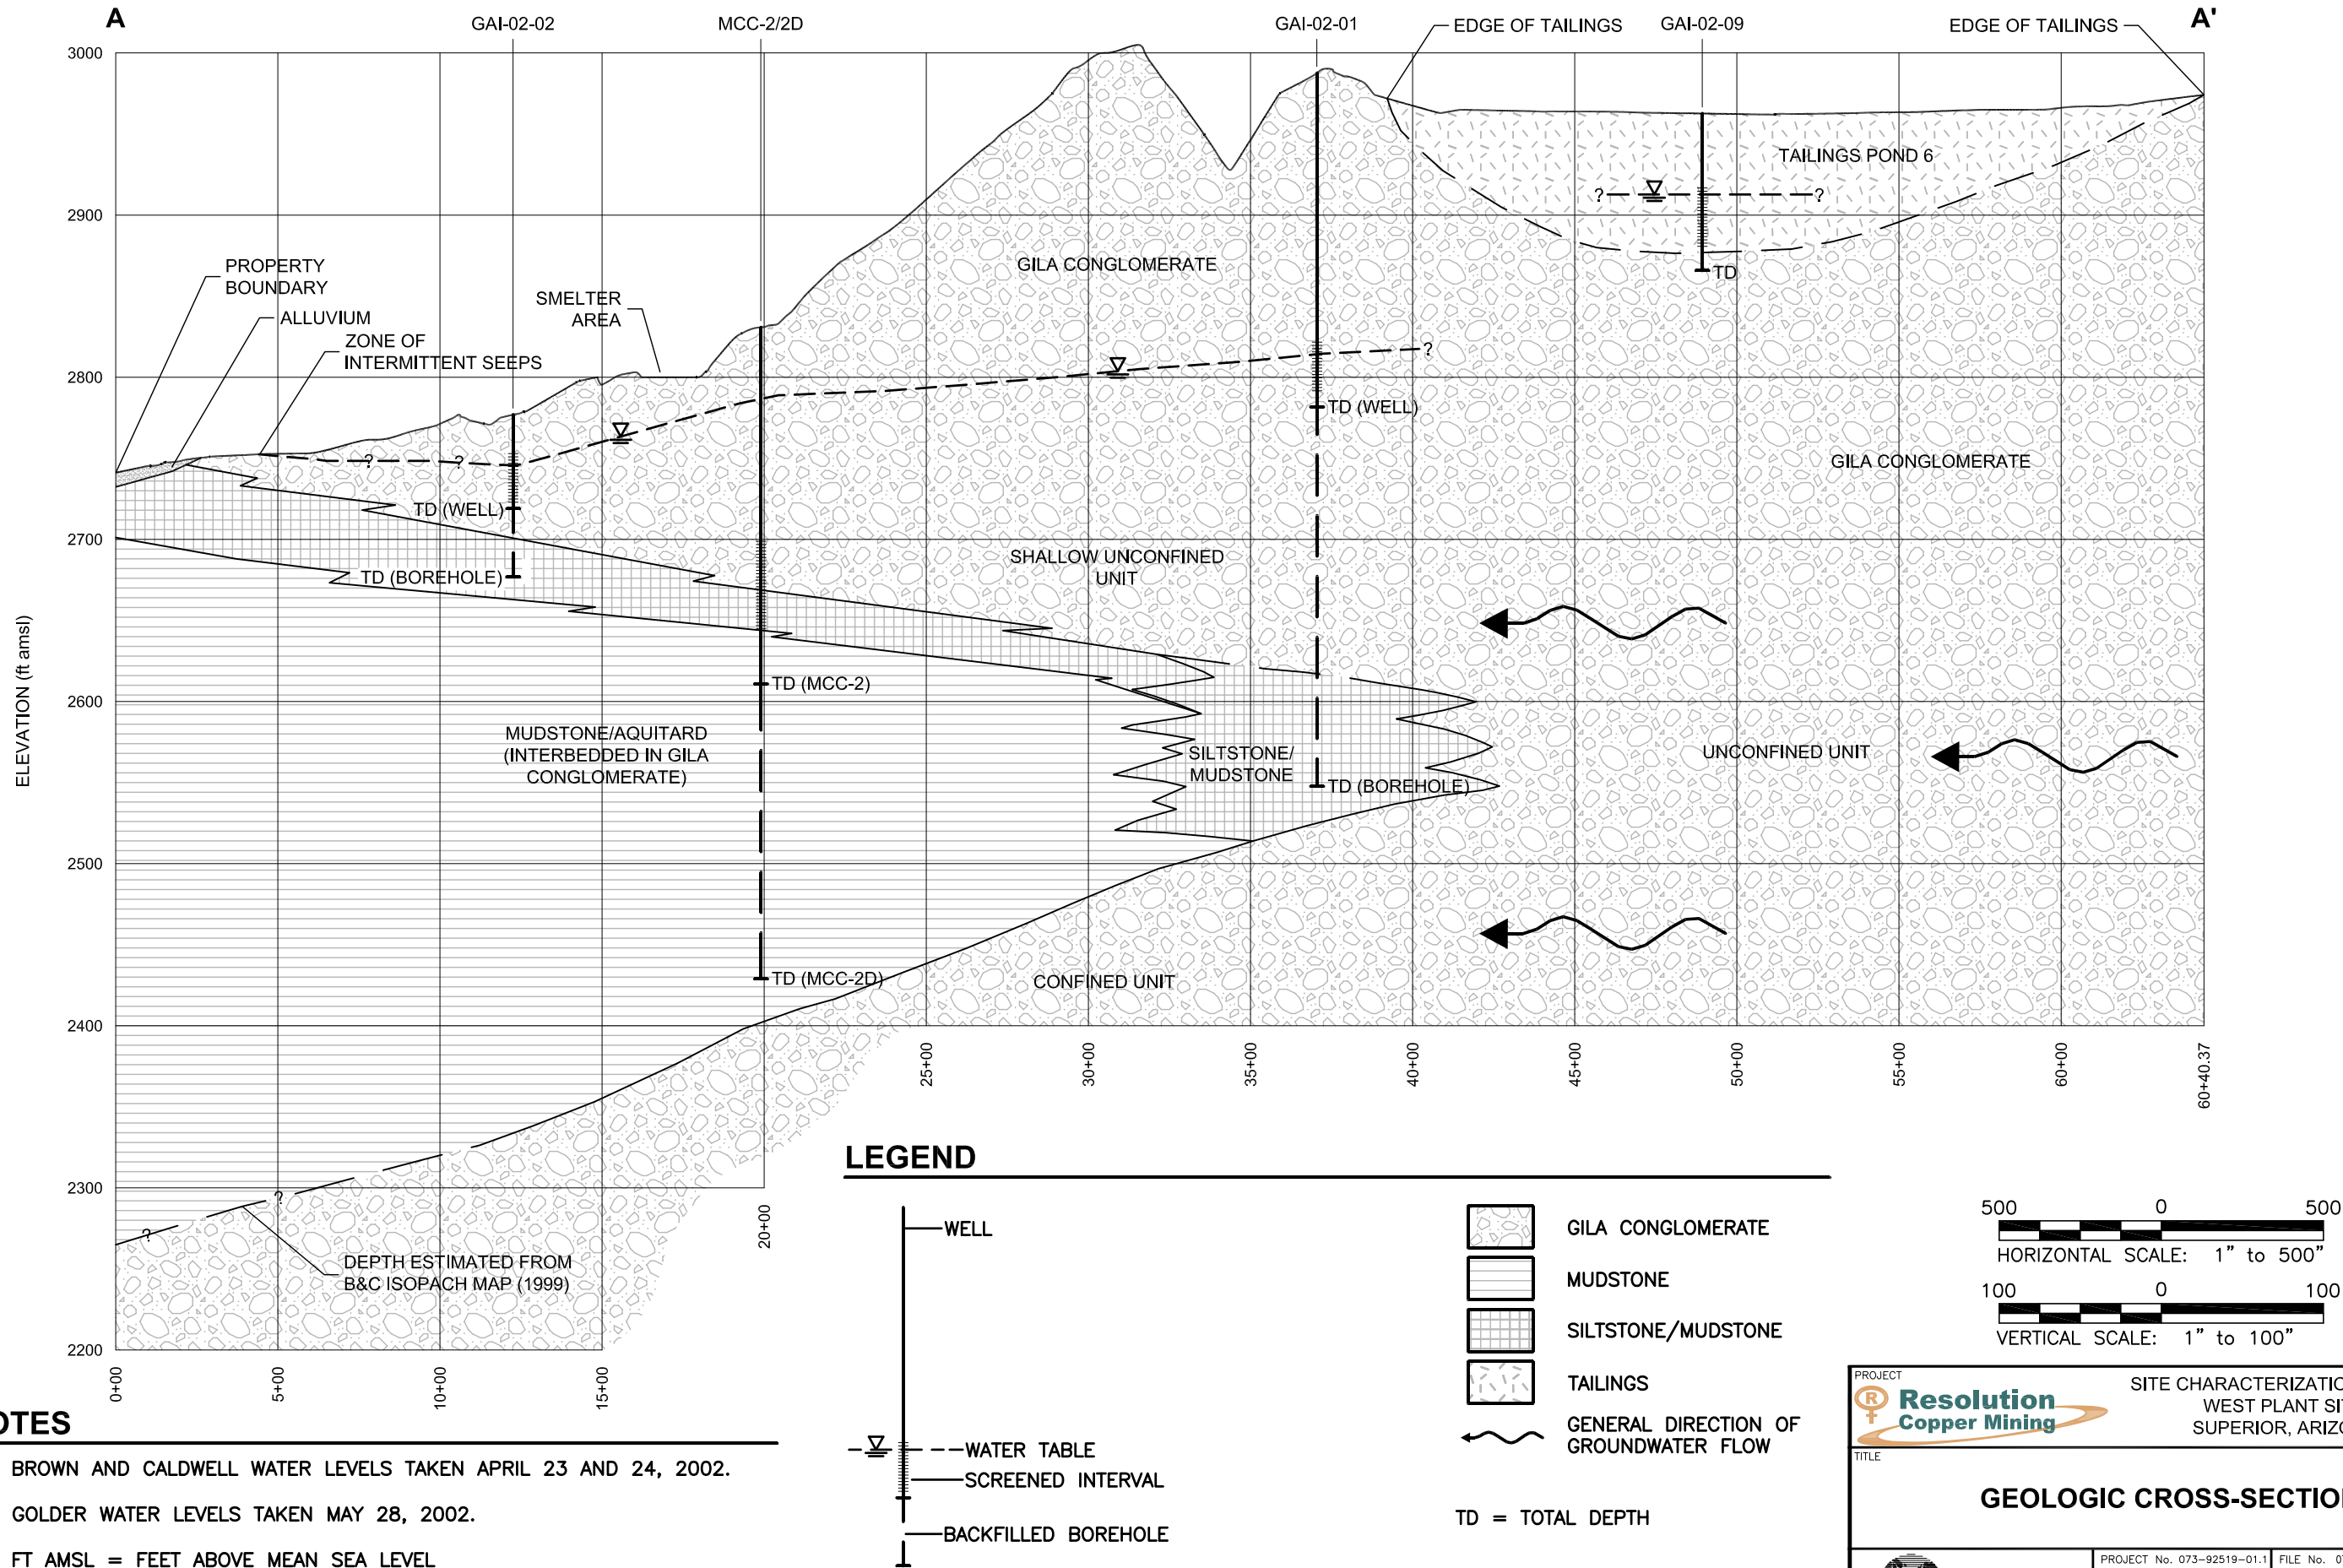 A
GAI-02-02
MCC-2/2D
GAI-02-01
EDGE OF TAILINGS
GAI-02-09
EDGE OF TAILINGS
A'
3000
2900
2800
2700
2600
2500
2400
2300
2200
ELEVATION (ft amsl)
PROPERTY
BOUNDARY
ALLUVIUM
ZONE OF
INTERMITTENT SEEPS
SMELTER
AREA
GILA CONGLOMERATE
TAILINGS POND 6
?
?
TD
?
TD (WELL)
GILA CONGLOMERATE
?
?
TD (WELL)
TD (BOREHOLE)
SHALLOW UNCONFINED
UNIT
TD (MCC-2)
MUDSTONE/AQUITARD
(INTERBEDDED IN GILA
CONGLOMERATE)
SILTSTONE/
MUDSTONE
TD (BOREHOLE)
UNCONFINED UNIT
TD (MCC-2D)
CONFINED UNIT
?
?
DEPTH ESTIMATED FROM
B&C ISOPACH MAP (1999)
0+00
5+00
10+00
15+00
20+00
25+00
30+00
35+00
40+00
45+00
50+00
55+00
60+00
60+40.37
LEGEND
WELL
WATER TABLE
SCREENED INTERVAL
BACKFILLED BOREHOLE
GILA CONGLOMERATE
MUDSTONE
SILTSTONE/MUDSTONE
TAILINGS
GENERAL DIRECTION OF
GROUNDWATER FLOW
TD = TOTAL DEPTH
500 0 500
HORIZONTAL SCALE: 1" to 500"
100 0 100
VERTICAL SCALE: 1" to 100"
BROWN AND CALDWELL WATER LEVELS TAKEN APRIL 23 AND 24, 2002.
GOLDER WATER LEVELS TAKEN MAY 28, 2002.
FT AMSL = FEET ABOVE MEAN SEA LEVEL
PROJECT
R
Resolution
Copper Mining
WEST PLANT
SUPERIOR,
SITE
TITLE
GEOLOGIC
PROJECT No. 073-92519-01.1
FILE No.